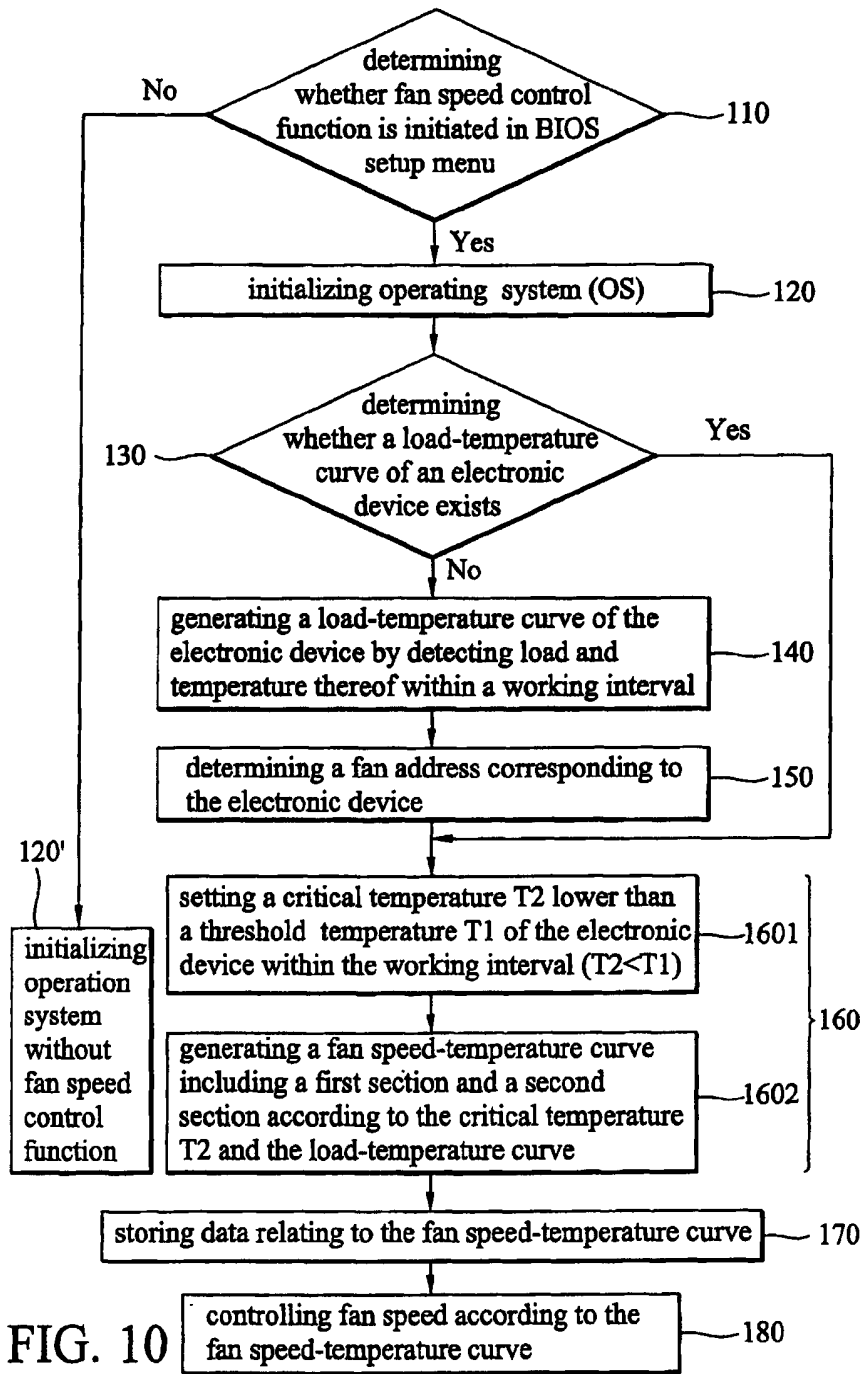 determining
whether fan speed control
function is initiated in BIOS
setup menu
No
110
Yes
initializing operating system (OS)
120
determining
whether a load-temperature
curve of an electronic
device exists
130
Yes
No
generating a load-temperature curve of the
electronic device by detecting load and
temperature thereof within a working interval
140
determining a fan address corresponding to
the electronic device
150
120'
initializing
operation
system
without
fan speed
control
function
setting a critical temperature T2 lower than
a threshold temperature T1 of the electronic
device within the working interval (T2<T1)
1601
160
generating a fan speed-temperature curve
including a first section and a second
section according to the critical temperature
T2 and the load-temperature curve
1602
storing data relating to the fan speed-temperature curve
170
controlling fan speed according to the
fan speed-temperature curve
180
FIG. 10